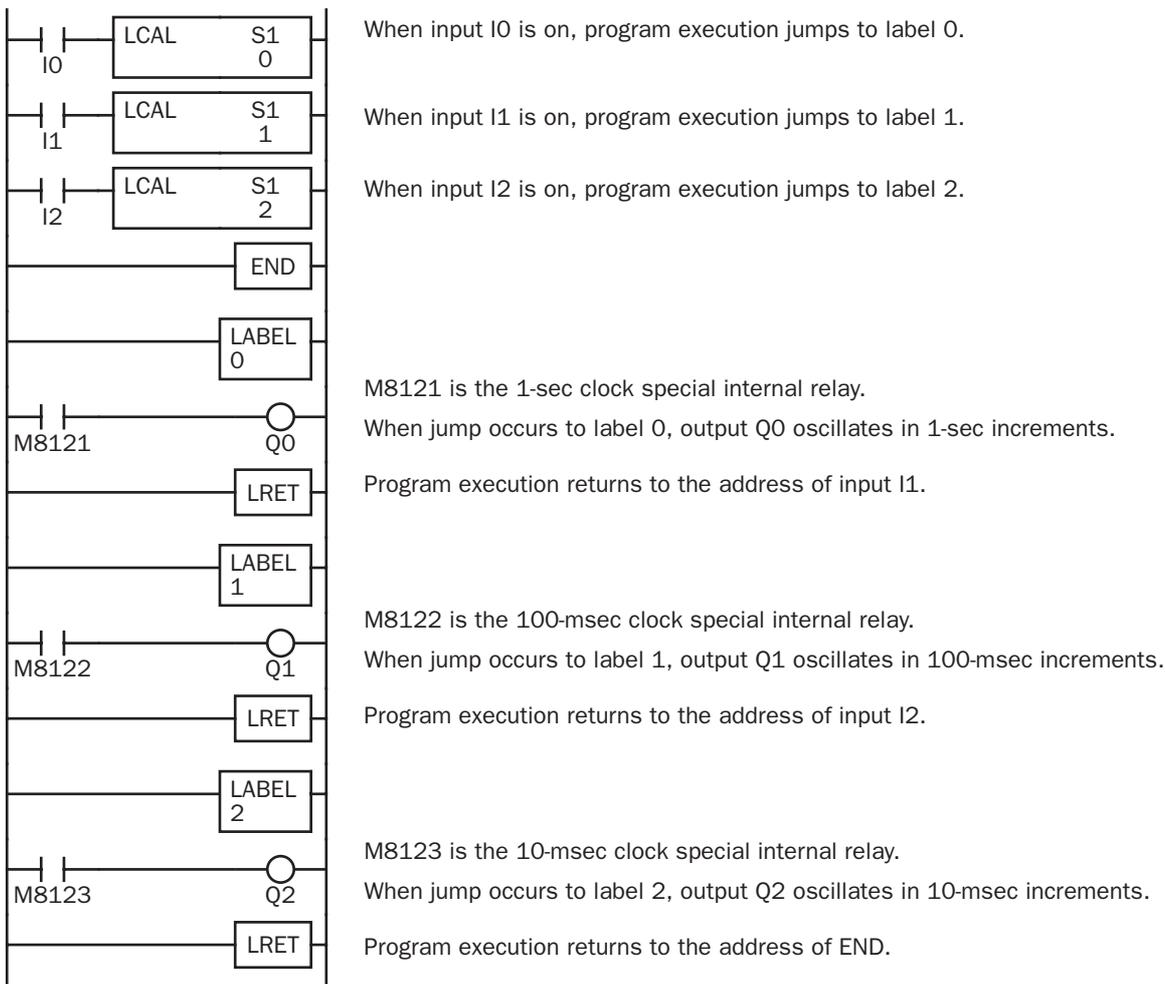 LCAL S1
0
I0
When input I0 is on, program execution jumps to label 0.
LCAL S1
1
I1
When input I1 is on, program execution jumps to label 1.
LCAL S1
2
I2
When input I2 is on, program execution jumps to label 2.
END
LABEL
0
M8121 is the 1-sec clock special internal relay.
M8121 Q0
When jump occurs to label 0, output Q0 oscillates in 1-sec increments.
LRET
Program execution returns to the address of input I1.
LABEL
1
M8122 is the 100-msec clock special internal relay.
M8122 Q1
When jump occurs to label 1, output Q1 oscillates in 100-msec increments.
LRET
Program execution returns to the address of input I2.
LABEL
2
M8123 is the 10-msec clock special internal relay.
M8123 Q2
When jump occurs to label 2, output Q2 oscillates in 10-msec increments.
LRET
Program execution returns to the address of END.